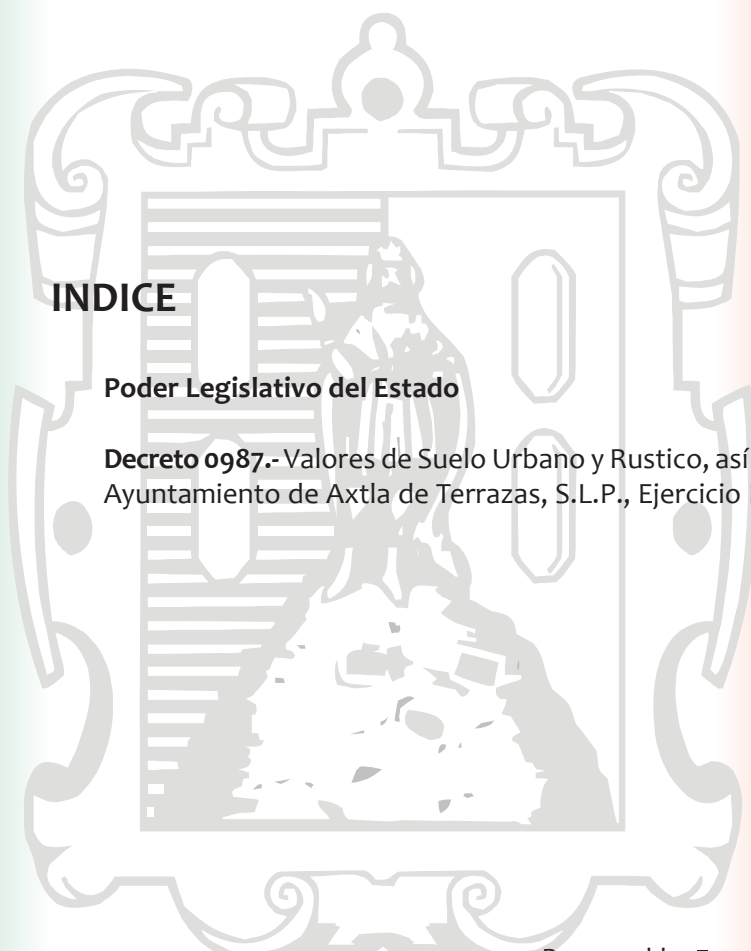 INDICE
Poder Legislativo del Estado
Decreto 0987.- Valores de Suelo Urbano y Rustico, así
Ayuntamiento de Axtla de Terrazas, S.L.P., Ejercicio